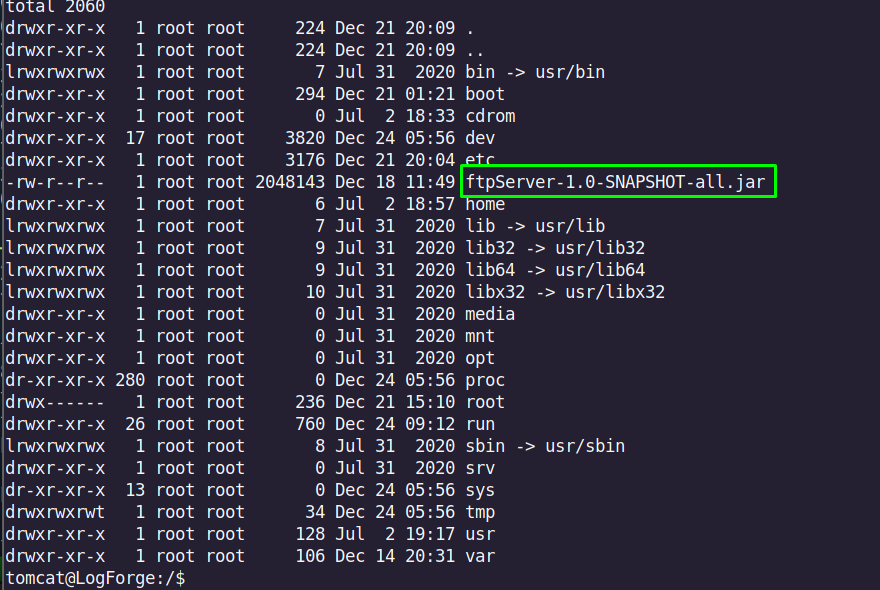 total 2060
drwxr-xr-x   1 root root     224 Dec 21 20:09 .
drwxr-xr-x   1 root root     224 Dec 21 20:09 ..
lrwxrwxrwx   1 root root       7 Jul 31  2020 bin -> usr/bin
drwxr-xr-x   1 root root     294 Dec 21 01:21 boot
drwxr-xr-x   1 root root       0 Jul  2 18:33 cdrom
drwxr-xr-x  17 root root    3820 Dec 24 05:56 dev
drwxr-xr-x   1 root root    3176 Dec 21 20:04 etc
-rw-r--r--   1 root root 2048143 Dec 18 11:49 ftpServer-1.0-SNAPSHOT-all.jar
drwxr-xr-x   1 root root       6 Jul  2 18:57 home
lrwxrwxrwx   1 root root       7 Jul 31  2020 lib -> usr/lib
lrwxrwxrwx   1 root root       9 Jul 31  2020 lib32 -> usr/lib32
lrwxrwxrwx   1 root root       9 Jul 31  2020 lib64 -> usr/lib64
lrwxrwxrwx   1 root root      10 Jul 31  2020 libx32 -> usr/libx32
drwxr-xr-x   1 root root       0 Jul 31  2020 media
drwxr-xr-x   1 root root       0 Jul 31  2020 mnt
drwxr-xr-x   1 root root       0 Jul 31  2020 opt
dr-xr-xr-x 280 root root       0 Dec 24 05:56 proc
drwx------   1 root root     236 Dec 21 15:10 root
drwxr-xr-x  26 root root     760 Dec 24 09:12 run
lrwxrwxrwx   1 root root       8 Jul 31  2020 sbin -> usr/sbin
drwxr-xr-x   1 root root       0 Jul 31  2020 srv
dr-xr-xr-x  13 root root       0 Dec 24 05:56 sys
drwxrwxrwt   1 root root      34 Dec 24 05:56 tmp
drwxr-xr-x   1 root root     128 Jul  2 19:17 usr
drwxr-xr-x   1 root root     106 Dec 14 20:31 var
tomcat@LogForge:/$